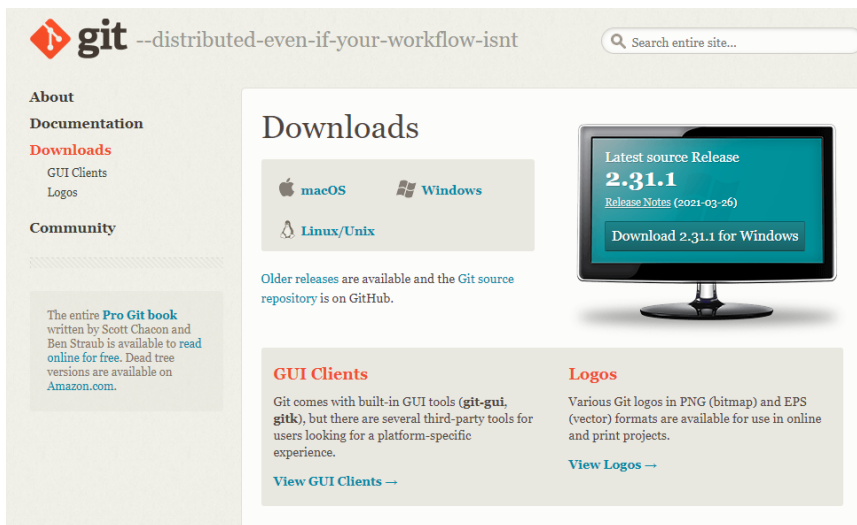 git --distributed-even-if-your-workflow-isnt
Search entire site...
About
Documentation
Downloads
GUI Clients
Logos
Community
The entire Pro Git book
written by Scott Chacon and
Ben Straub is available to read
online for free. Dead tree
versions are available on
Amazon.com.
Downloads
macOS
Windows
Linux/Unix
Older releases are available and the Git source
repository is on GitHub.
Latest source Release
2.31.1
Release Notes (2021-03-26)
Download 2.31.1 for Windows
GUI Clients
Git comes with built-in GUI tools (git-gui,
gitk), but there are several third-party tools for
users looking for a platform-specific
experience.
View GUI Clients →
Logos
Various Git logos in PNG (bitmap) and EPS
(vector) formats are available for use in online
and print projects.
View Logos →